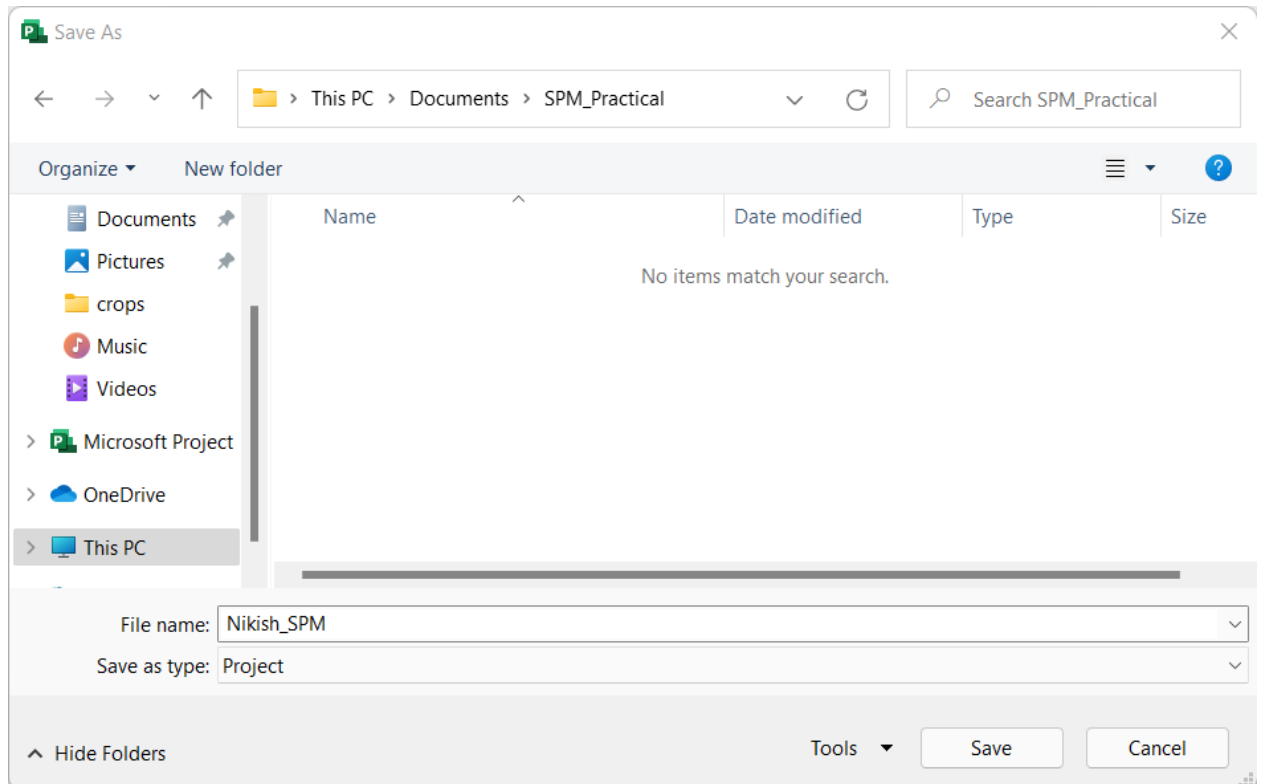 Save As
This PC > Documents > SPM_Practical
Search SPM_Practical
Organize
New folder
?
Name
Date modified
Type
Size
No items match your search.
Documents
Pictures
crops
Music
Videos
Microsoft Project
OneDrive
This PC
File name: Nikish_SPM
Save as type: Project
Hide Folders
Tools
Save
Cancel